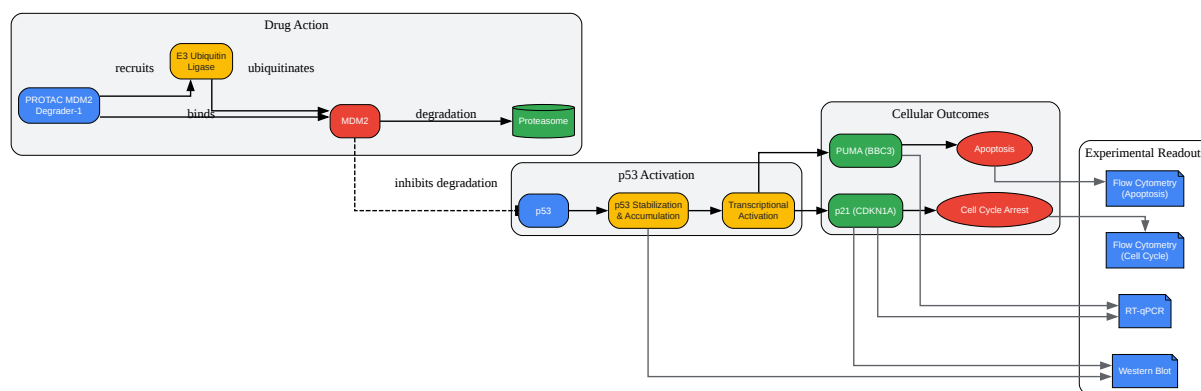 Drug Action
E3 Ubiquitin
Ligase
recruits
ubiquitinates
PROTAC MDM2
Degrader-1
binds
MDM2
degradation
Proteasome
inhibits degradation
p53 Activation
p53
p53 Stabilization
& Accumulation
Transcriptional
Activation
Cellular Outcomes
PUMA (BBC3)
Apoptosis
p21 (CDKN1A)
Cell Cycle Arrest
Experimental Readout
Flow Cytometry
(Apoptosis)
Flow Cytometry
(Cell Cycle)
RT-qPCR
Western Blot